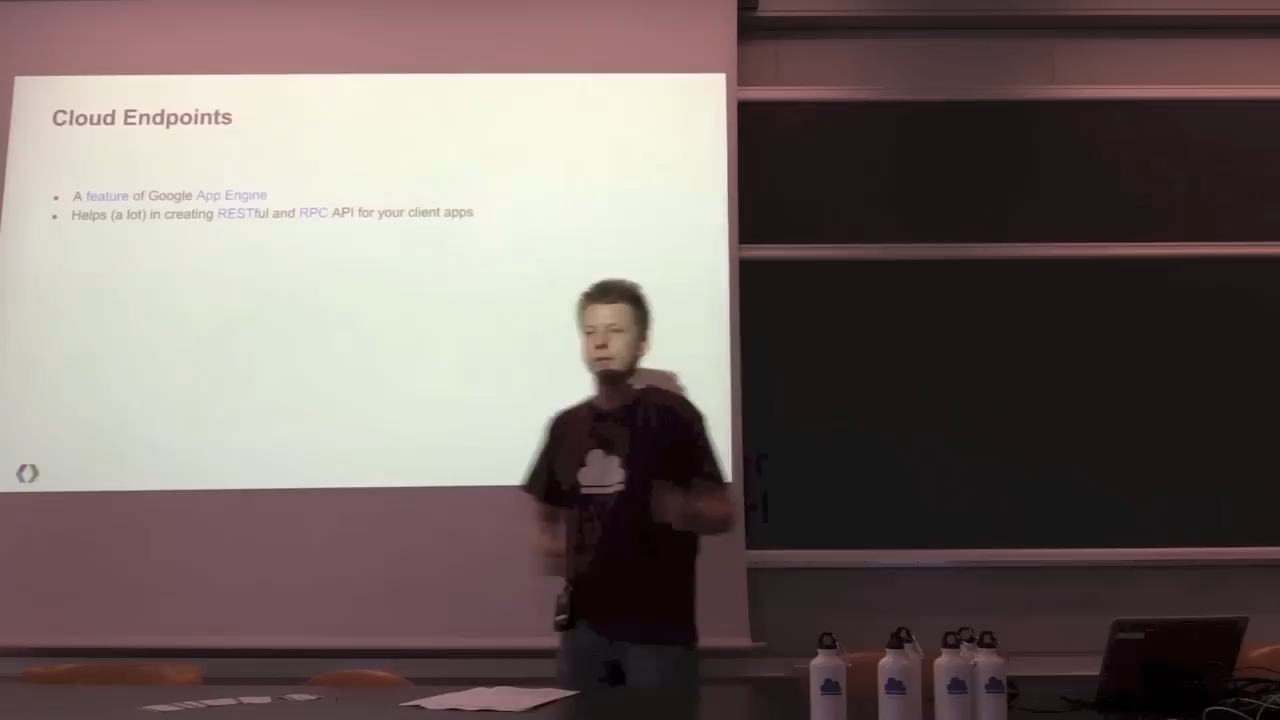 Cloud Endpoints
A feature of Google App Engine
Helps (a lot) in creating RESTful and RPC API for your client apps